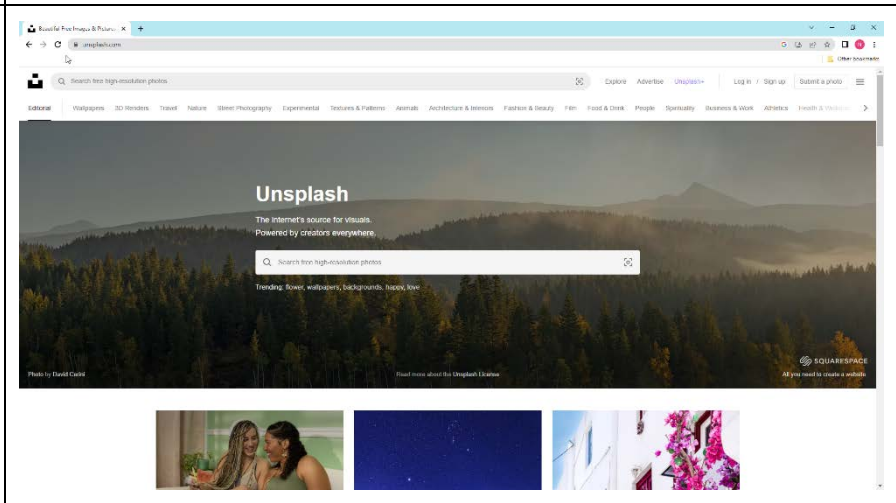 Beautiful Free Images & Pictures
unsplash.com
Other bookmarks
Search free high-resolution photos
Explore Advertise Unsplash+ Log in / Sign up Submit a photo
Editorial Wallpapers 3D Renders Travel Nature Street Photography Experimental Textures & Patterns Animals Architecture & Interiors Fashion & Beauty Film Food & Drink People Spirituality Business & Work Athletics Health &
Unsplash
The internet's source for visuals.
Powered by creators everywhere.
Search free high-resolution photos
Trending: flower, wallpapers, backgrounds, happy, love
SQUARESPACE
Photo by David Carini Read more about the Unsplash License All you need to create a website